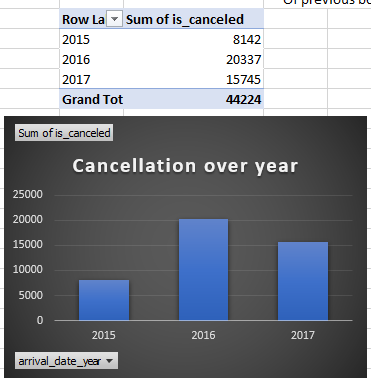 Of previous bo
Row La Sum of is_canceled
2015 8142
2016 20337
2017 15745
Grand Tot 44224
Sum of is_canceled
Cancellation over year
25000
20000
15000
10000
5000
0
2015 2016 2017
arrival_date_year